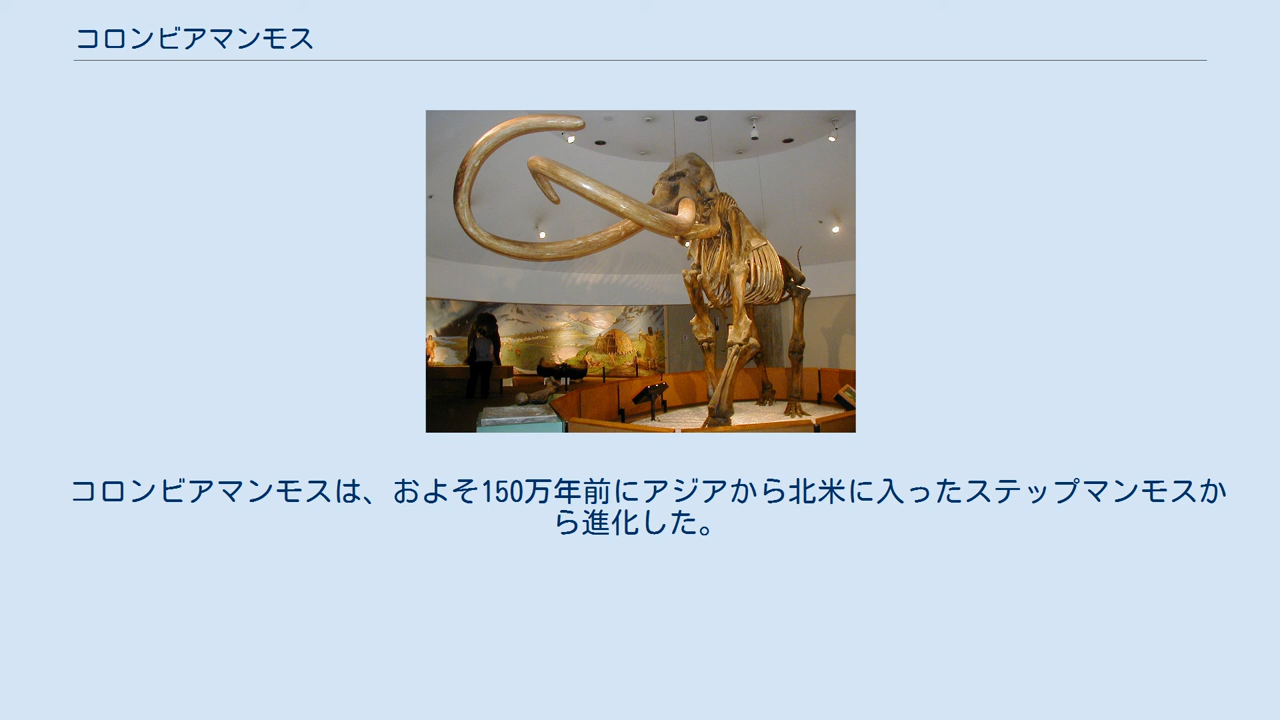 コロンビアマンモス
コロンビアマンモスは、およそ150万年前にアジアから北米に入ったステップマンモスか
ら進化した。